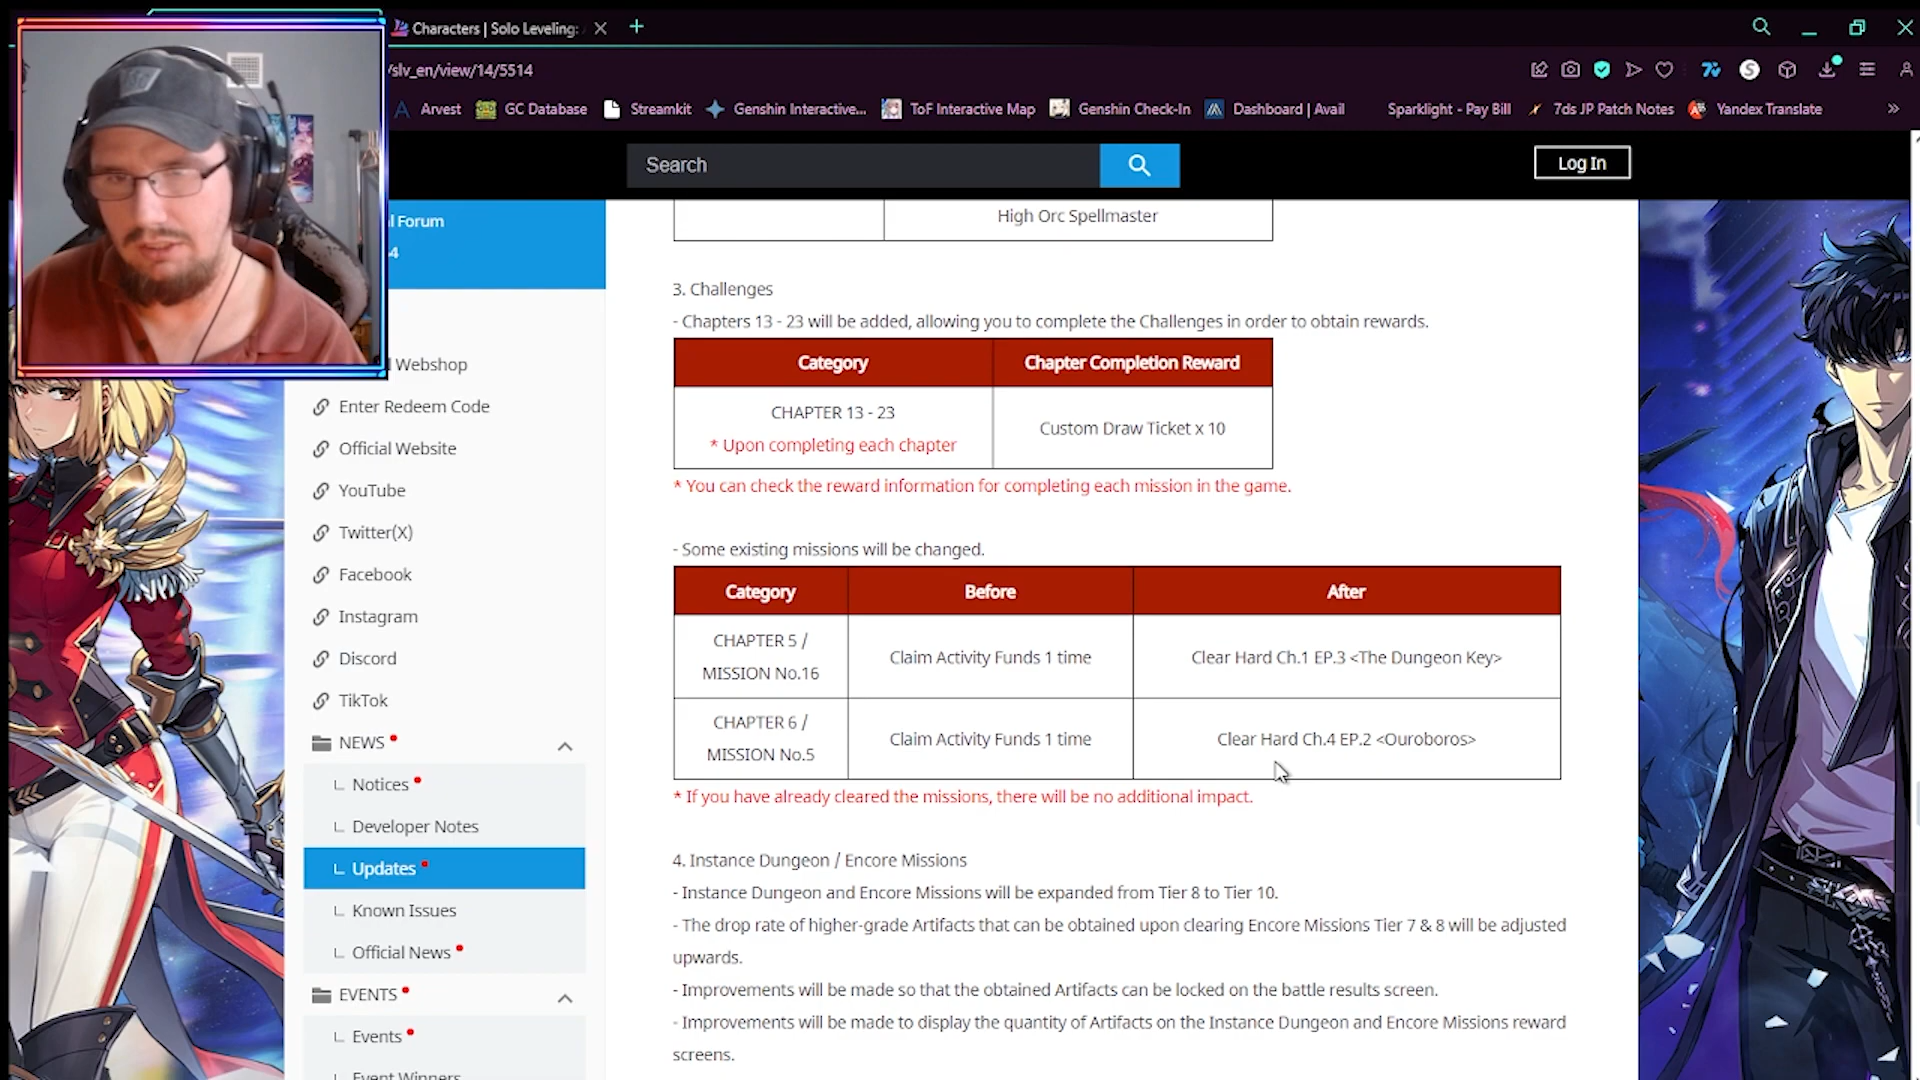 Characters | Solo Leveling:
/slv_en/view/14/5514
Arvest GC Database Streamkit Genshin Interactive... ToF Interactive Map Genshin Check-In Dashboard | Avail Sparklight - Pay Bill 7ds JP Patch Notes Yandex Translate
Search
Log In
l Forum
4
Webshop
Enter Redeem Code
Official Website
YouTube
Twitter(X)
Facebook
Instagram
Discord
TikTok
NEWS
Notices
Developer Notes
Updates
Known Issues
Official News
EVENTS
Events
Event Winners
High Orc Spellmaster
3. Challenges
- Chapters 13 - 23 will be added, allowing you to complete the Challenges in order to obtain rewards.
Category Chapter Completion Reward
CHAPTER 13 - 23
* Upon completing each chapter
Custom Draw Ticket x 10
* You can check the reward information for completing each mission in the game.
- Some existing missions will be changed.
Category Before After
CHAPTER 5 /
MISSION No.16
Claim Activity Funds 1 time
Clear Hard Ch.1 EP.3 <The Dungeon Key>
CHAPTER 6 /
MISSION No.5
Claim Activity Funds 1 time
Clear Hard Ch.4 EP.2 <Ouroboros>
* If you have already cleared the missions, there will be no additional impact.
4. Instance Dungeon / Encore Missions
- Instance Dungeon and Encore Missions will be expanded from Tier 8 to Tier 10.
- The drop rate of higher-grade Artifacts that can be obtained upon clearing Encore Missions Tier 7 & 8 will be adjusted
upwards.
- Improvements will be made so that the obtained Artifacts can be locked on the battle results screen.
- Improvements will be made to display the quantity of Artifacts on the Instance Dungeon and Encore Missions reward
screens.